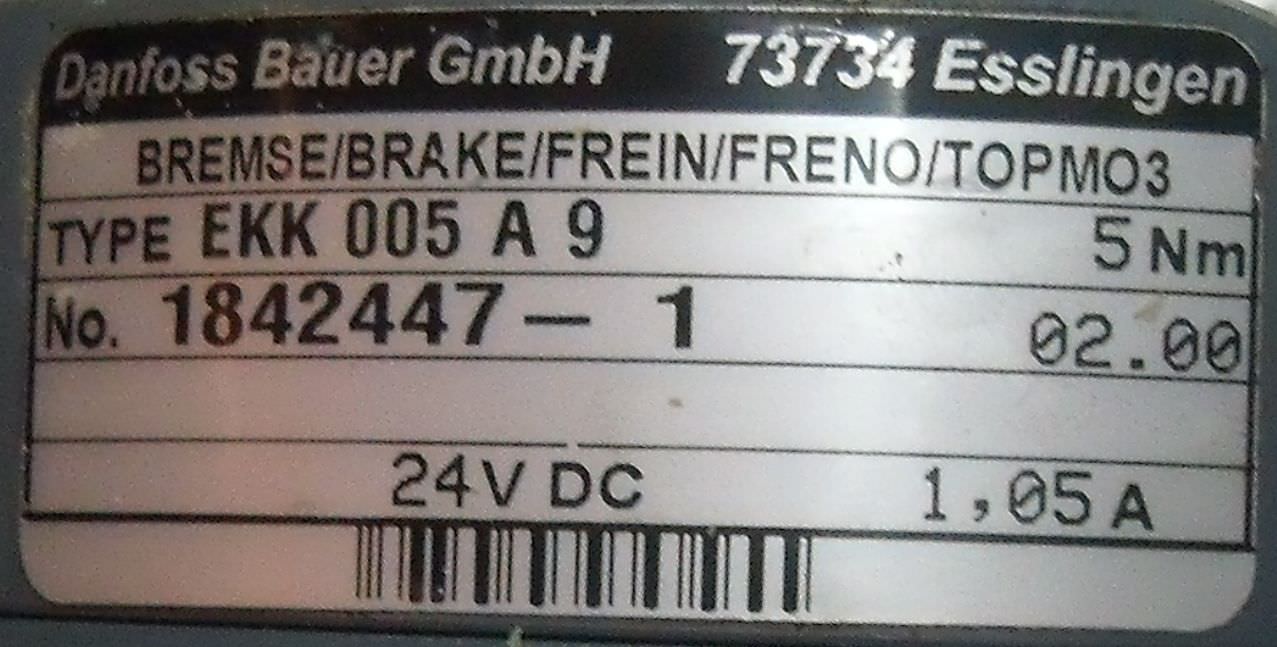 Danfoss Bauer GmbH 73734 Esslingen
BREMSE/BRAKE/FREIN/FRENO/TOPMO3
TYPE EKK 005 A 9 5 Nm
No. 1842447- 1 02.00
24V DC 1,05 A